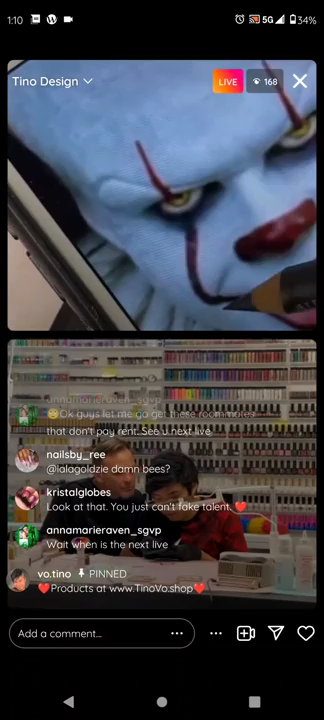 1:10
5G
34%
Tino Design
LIVE
168
annamarieraven_sgvp
Ok guys let me go get these roommates
that don't pay rent. See u next live
nailsby_ree
@lalagoldzie damn bees?
kristalglobes
Look at that. You just can't fake talent. ❤️
annamarieraven_sgvp
Wait when is the next live
vo.tino PINNED
❤️Products at www.TinoVo.shop❤️
Add a comment...